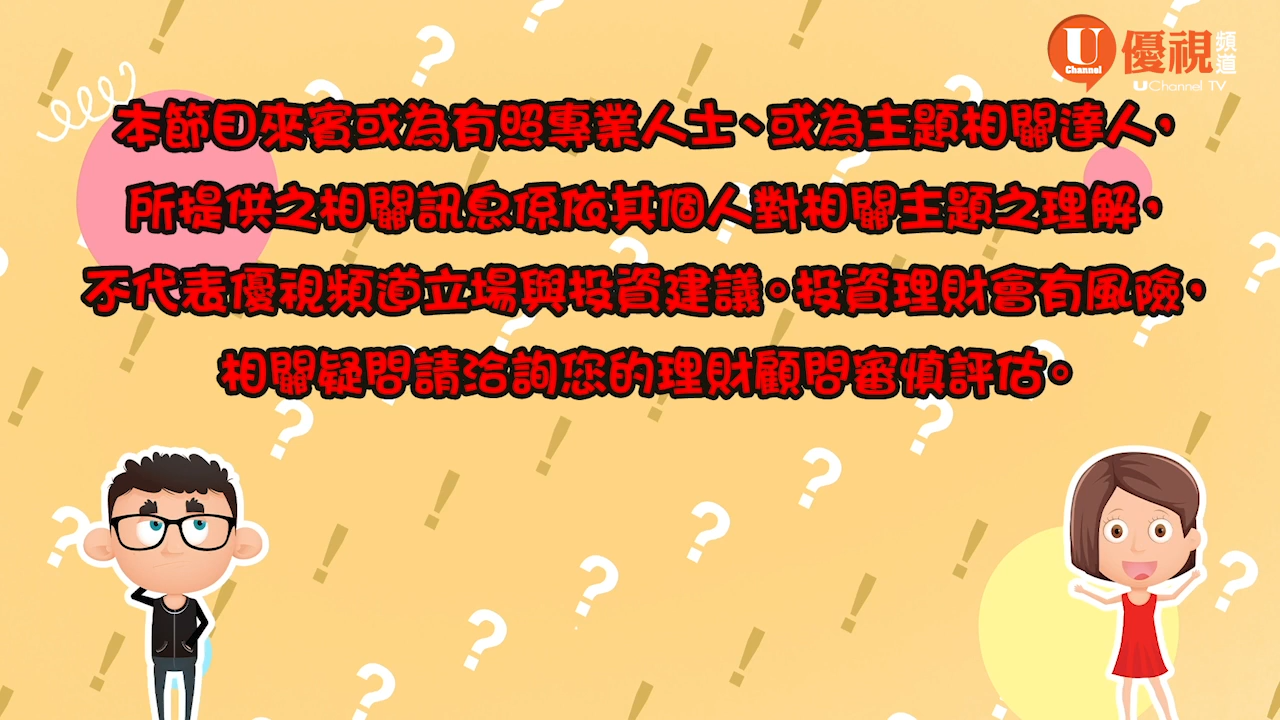 U Channel 優視頻道
UChannel TV
本節目來賓或為有照專業人士、或為主題相關達人，
所提供之相關訊息係依其個人對相關主題之理解，
不代表優視頻道立場與投資建議。投資理財會有風險，
相關疑問請洽詢您的理財顧問審慎評估。